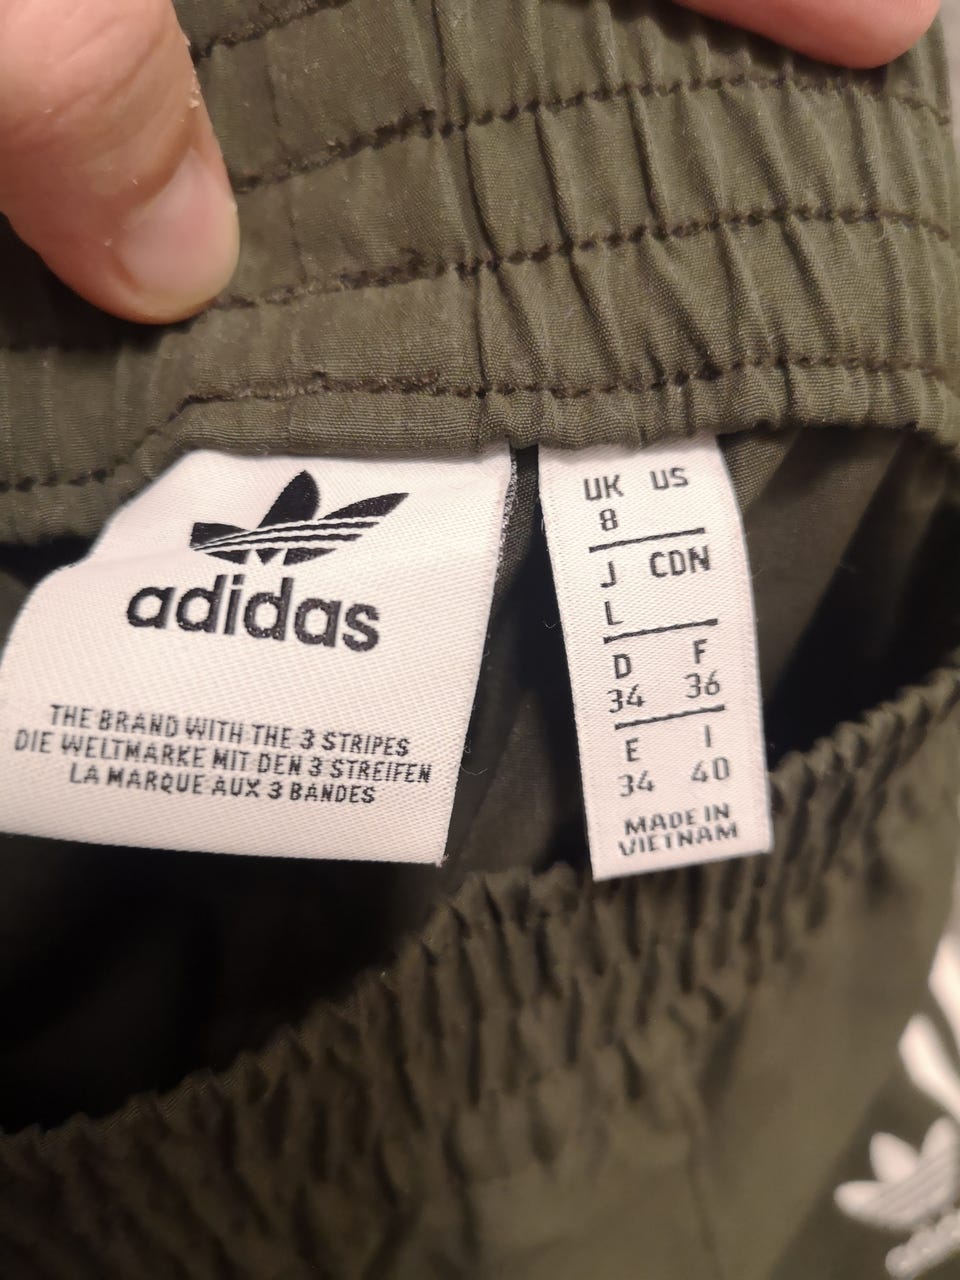 adidas
THE BRAND WITH THE 3 STRIPES
DIE WELTMARKE MIT DEN 3 STREIFEN
LA MARQUE AUX 3 BANDES
UK US
8
J CDN
L
D F
34 36
E I
34 40
MADE IN
VIETNAM